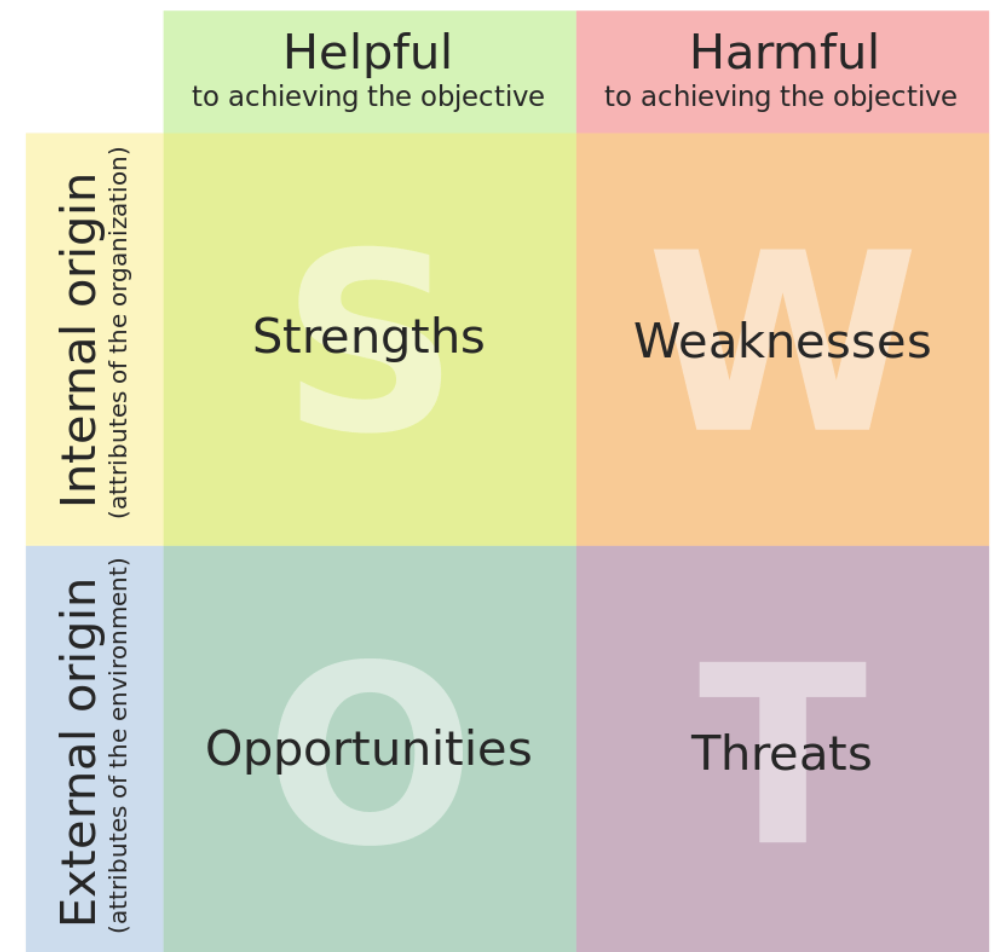 Helpful
to achieving the objective
Harmful
to achieving the objective
Internal origin
(attributes of the organization)
S
Strengths
W
Weaknesses
External origin
(attributes of the environment)
O
Opportunities
T
Threats